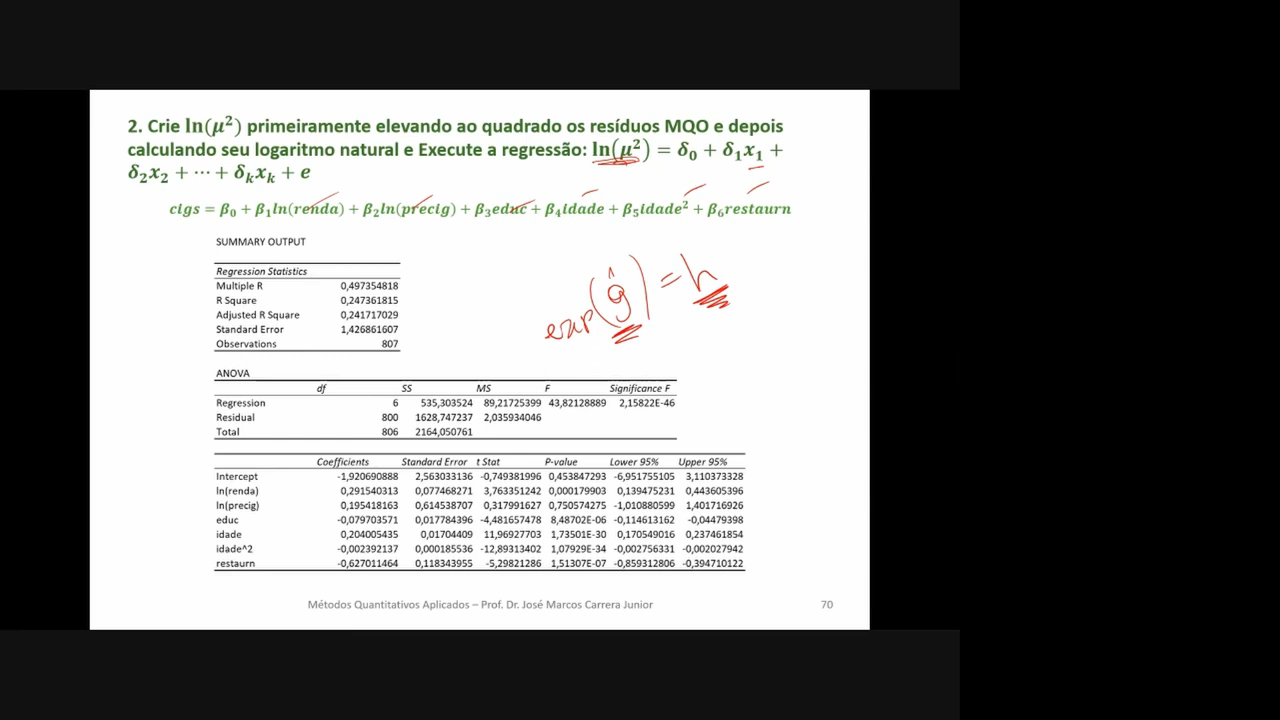 2. Crie ln(μ²) primeiramente elevando ao quadrado os resíduos MQO e depois
calculando seu logaritmo natural e Execute a regressão: ln(μ²) = δ₀ + δ₁x₁ +
δ₂x₂ + ⋯ + δₖxₖ + e
cigs = β₀ + β₁ln(renda) + β₂ln(precig) + β₃educ + β₄idade + β₅idade² + β₆restaurn
SUMMARY OUTPUT
Regression Statistics
Multiple R 0,497354818
R Square 0,247361815
Adjusted R Square 0,241717029
Standard Error 1,426861607
Observations 807
exp(ĝ) = h
ANOVA
df SS MS F Significance F
Regression 6 535,303524 89,21725399 43,82128889 2,15822E-46
Residual 800 1628,747237 2,035934046
Total 806 2164,050761
Coefficients Standard Error t Stat P-value Lower 95% Upper 95%
Intercept -1,920690888 2,563033136 -0,749381996 0,453847293 -6,951755105 3,110373328
ln(renda) 0,291540313 0,077468271 3,763351242 0,000179903 0,139475231 0,443605396
ln(precig) 0,195418163 0,614538707 0,317991627 0,750574275 -1,010880599 1,401716926
educ -0,079703571 0,017784396 -4,481657478 8,48702E-06 -0,114613162 -0,04479398
idade 0,204005435 0,01704409 11,96927703 1,73501E-30 0,170549016 0,237461854
idade^2 -0,002392137 0,000185536 -12,89313402 1,07929E-34 -0,002756331 -0,002027942
restaurn -0,627011464 0,118343955 -5,29821286 1,51307E-07 -0,859312806 -0,394710122
Métodos Quantitativos Aplicados – Prof. Dr. José Marcos Carrera Junior 70